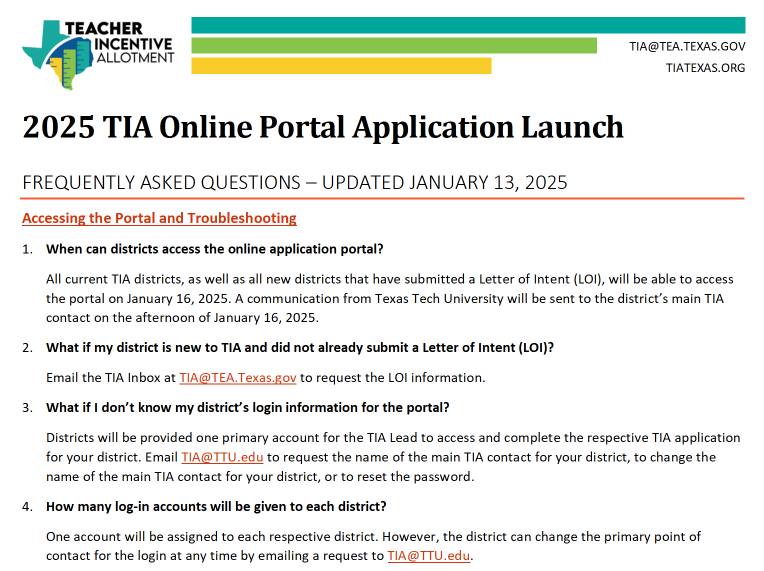 TEACHER
INCENTIVE
ALLOTMENT
TIA@TEA.TEXAS.GOV
TIATEXAS.ORG
2025 TIA Online Portal Application Launch
FREQUENTLY ASKED QUESTIONS – UPDATED JANUARY 13, 2025
Accessing the Portal and Troubleshooting
1. When can districts access the online application portal?
All current TIA districts, as well as all new districts that have submitted a Letter of Intent (LOI), will be able to access
the portal on January 16, 2025. A communication from Texas Tech University will be sent to the district’s main TIA
contact on the afternoon of January 16, 2025.
2. What if my district is new to TIA and did not already submit a Letter of Intent (LOI)?
Email the TIA Inbox at TIA@TEA.Texas.gov to request the LOI information.
3. What if I don’t know my district’s login information for the portal?
Districts will be provided one primary account for the TIA Lead to access and complete the respective TIA application
for your district. Email TIA@TTU.edu to request the name of the main TIA contact for your district, to change the
name of the main TIA contact for your district, or to reset the password.
4. How many log-in accounts will be given to each district?
One account will be assigned to each respective district. However, the district can change the primary point of
contact for the login at any time by emailing a request to TIA@TTU.edu.